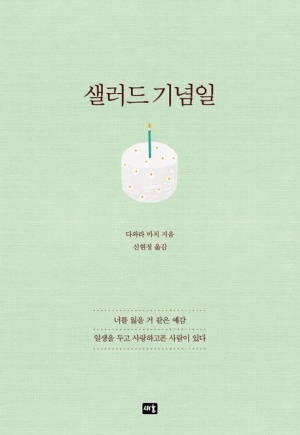 샐러드 기념일
다와라 마치 지음
신현정 옮김
너를 잃을 거 같은 예감
일생을 두고 사랑하고픈 사람이 있다
새움